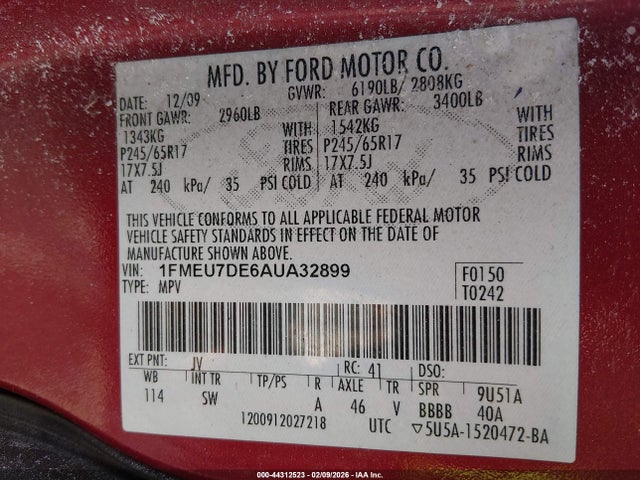 MFD. BY FORD MOTOR CO.
DATE: 12/09 GVWR: 6190LB/ 2808KG
FRONT GAWR: 2960LB REAR GAWR: 3400LB
1343KG WITH 1542KG WITH
P245/65R17 TIRES P245/65R17 TIRES
17X7.5J RIMS 17X7.5J RIMS
AT 240 kPa/ 35 PSI COLD AT 240 kPa/ 35 PSI COLD
THIS VEHICLE CONFORMS TO ALL APPLICABLE FEDERAL MOTOR
VEHICLE SAFETY STANDARDS IN EFFECT ON THE DATE OF
MANUFACTURE SHOWN ABOVE.
VIN: 1FMEU7DE6AUA32899 F0150
TYPE: MPV T0242
EXT PNT: JV RC: 41 DSO:
WB INT TR TP/PS R AXLE TR SPR 9U51A
114 SW A 46 V BBBB 40A
1200912027218 UTC ▽5U5A-1520472-BA
000-44312523 - 02/09/2026 - IAAI.COM